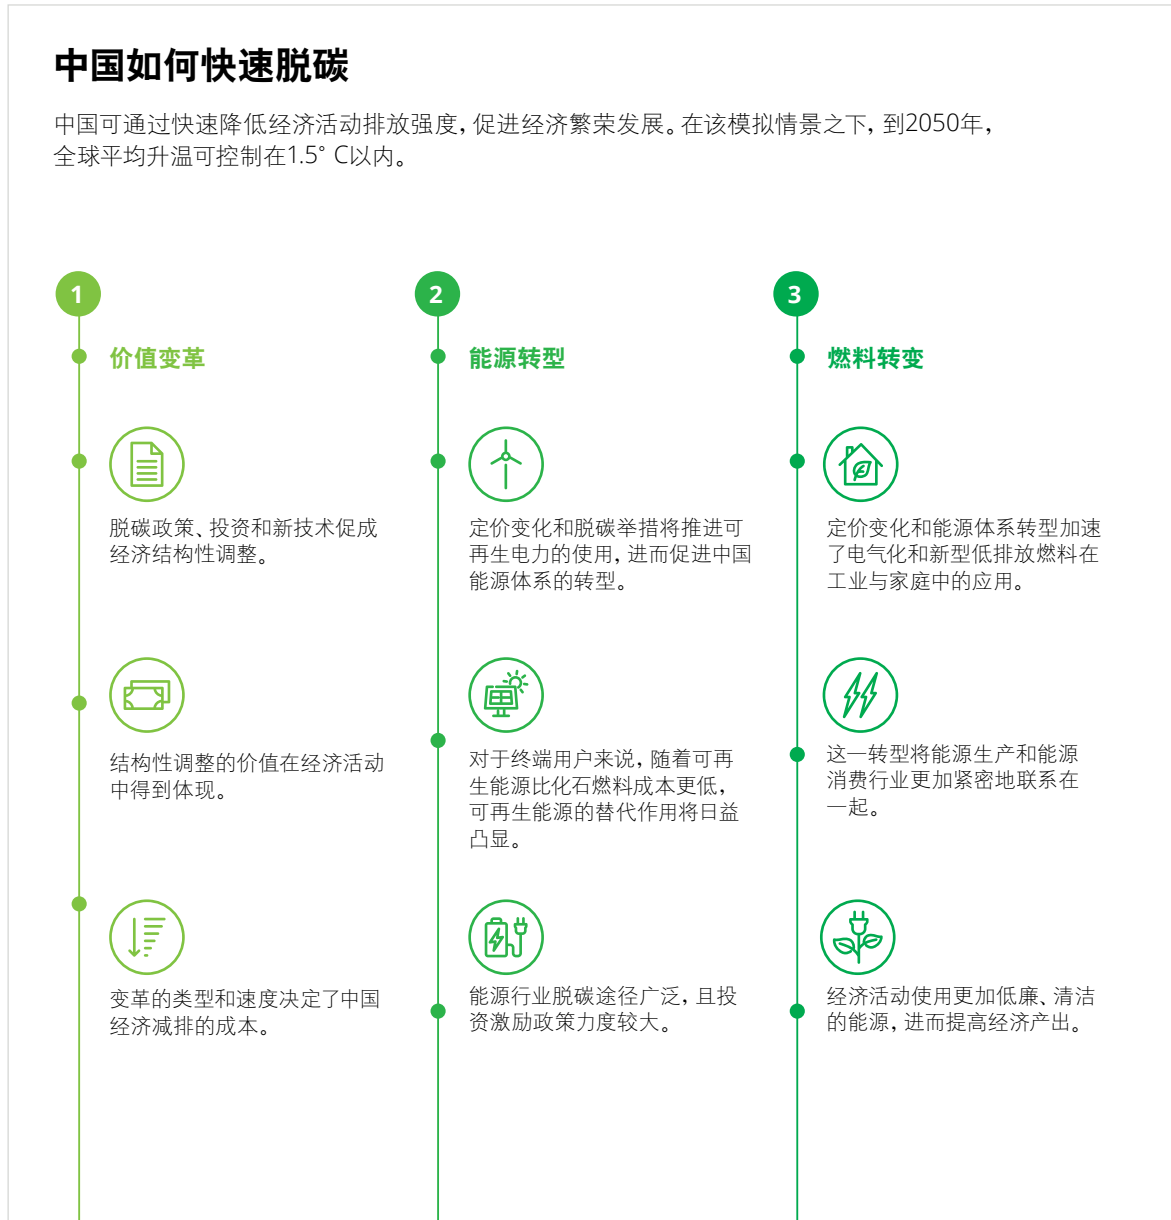 中国如何快速脱碳
中国可通过快速降低经济活动排放强度，促进经济繁荣发展。在该模拟情景之下，到2050年，
全球平均升温可控制在1.5° C以内。
1
价值变革
脱碳政策、投资和新技术促成
经济结构性调整。
结构性调整的价值在经济活动
中得到体现。
变革的类型和速度决定了中国
经济减排的成本。
2
能源转型
定价变化和脱碳举措将推进可
再生电力的使用，进而促进中国
能源体系的转型。
对于终端用户来说，随着可再
生能源比化石燃料成本更低，
可再生能源的替代作用将日益
凸显。
能源行业脱碳途径广泛，且投
资激励政策力度较大。
3
燃料转变
定价变化和能源体系转型加速
了电气化和新型低排放燃料在
工业与家庭中的应用。
这一转型将能源生产和能源
消费行业更加紧密地联系在
一起。
经济活动使用更加低廉、清洁
的能源，进而提高经济产出。